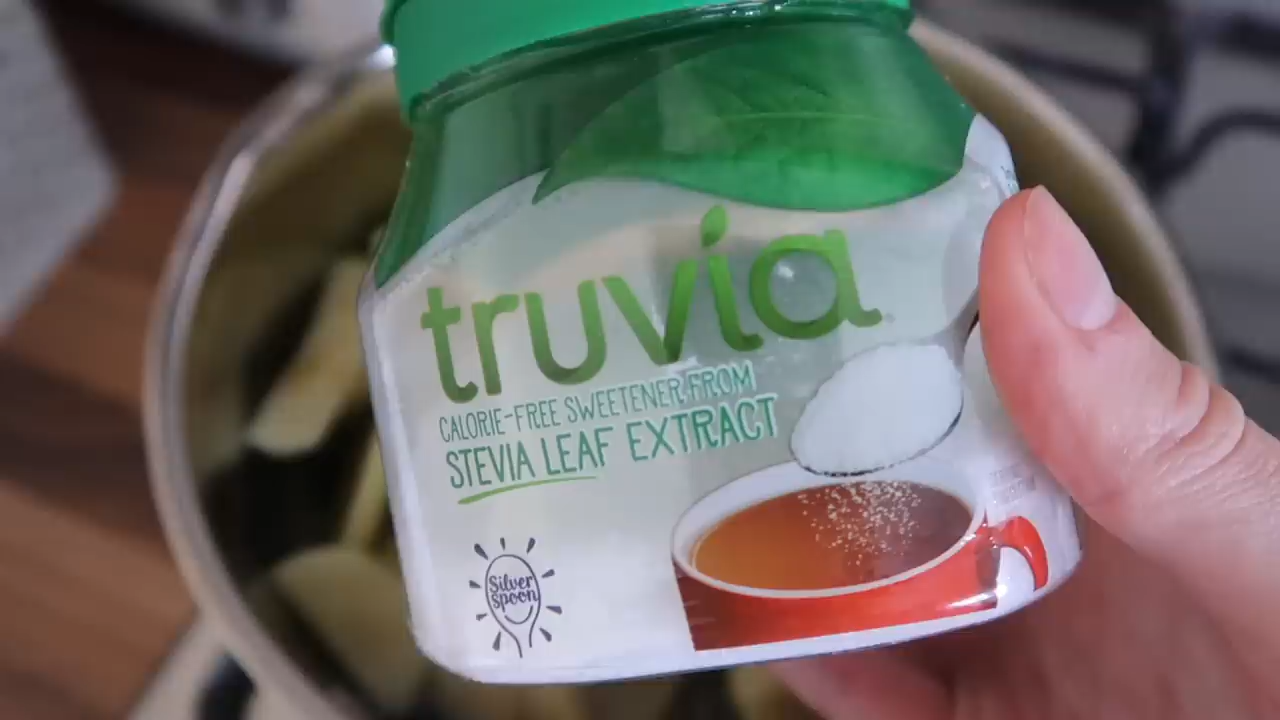 truvia
CALORIE-FREE SWEETENER FROM
STEVIA LEAF EXTRACT
Silver
Spoon